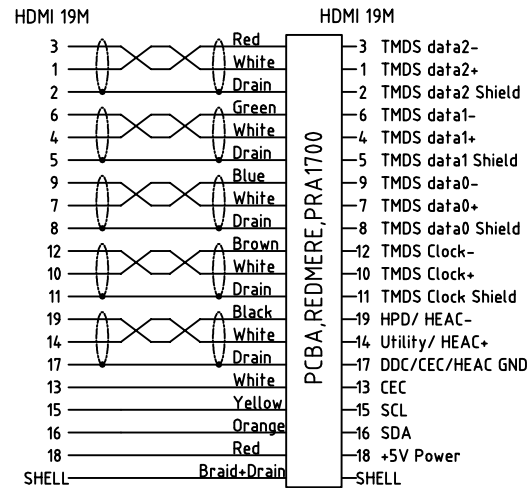 HDMI 19M HDMI 19M
3 Red 3 TMDS data2-
1 White 1 TMDS data2+
2 Drain 2 TMDS data2 Shield
6 Green 6 TMDS data1-
4 White 4 TMDS data1+
5 Drain 5 TMDS data1 Shield
9 Blue 9 TMDS data0-
7 White 7 TMDS data0+
8 Drain 8 TMDS data0 Shield
12 Brown 12 TMDS Clock-
10 White 10 TMDS Clock+
11 Drain 11 TMDS Clock Shield
19 Black 19 HPD/ HEAC-
14 White 14 Utility/ HEAC+
17 Drain 17 DDC/CEC/HEAC GND
13 White 13 CEC
15 Yellow 15 SCL
16 Orange 16 SDA
18 Red 18 +5V Power
SHELL Braid+Drain SHELL
PCBA,REDMERE,PRA1700